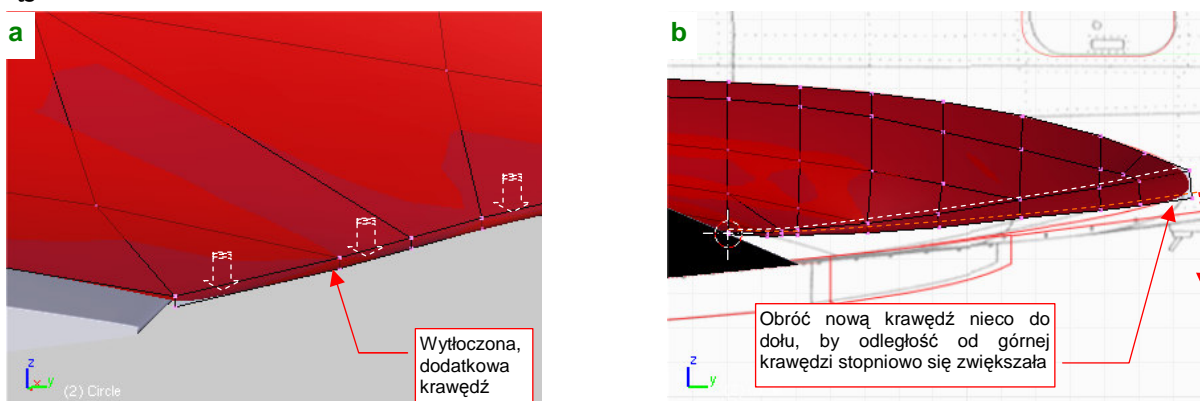 a
b
Wytłoczona,
dodatkowa
krawędź
Obróć nową krawędź nieco do
dołu, by odległość od górnej
krawędzi stopniowo się zwiększała
z
y
x
(2) Circle
z
y